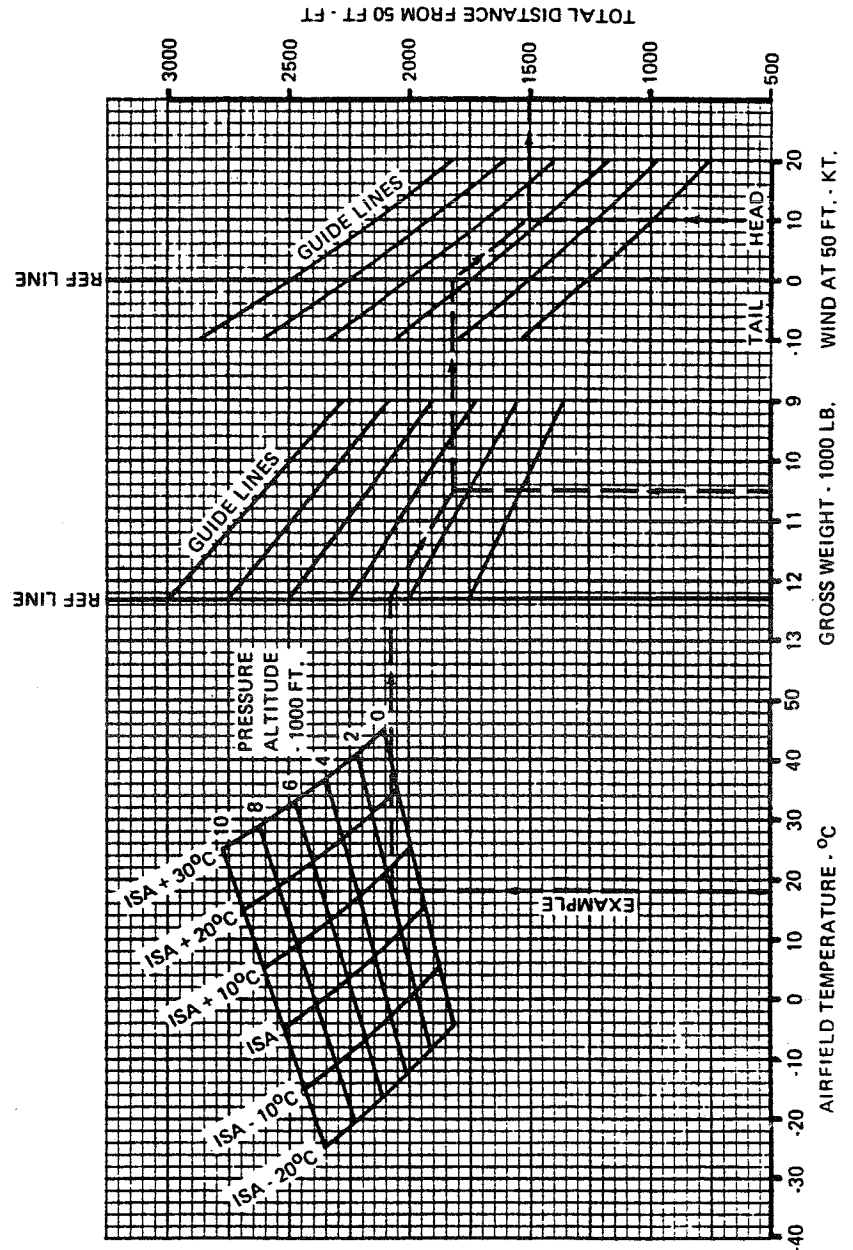 TOTAL DISTANCE FROM 50 FT - FT
3000
2500
2000
1500
1000
500
REF LINE
REF LINE
GUIDE LINES
GUIDE LINES
PRESSURE
ALTITUDE
- 1000 FT.
10
8
6
4
2
0
ISA + 30°C
ISA + 20°C
ISA + 10°C
ISA
ISA - 10°C
ISA - 20°C
EXAMPLE
TAIL
HEAD
-40
-30
-20
-10
0
10
20
30
40
50
13
12
11
10
9
-10
0
10
20
AIRFIELD TEMPERATURE - °C
GROSS WEIGHT - 1000 LB.
WIND AT 50 FT. - KT.